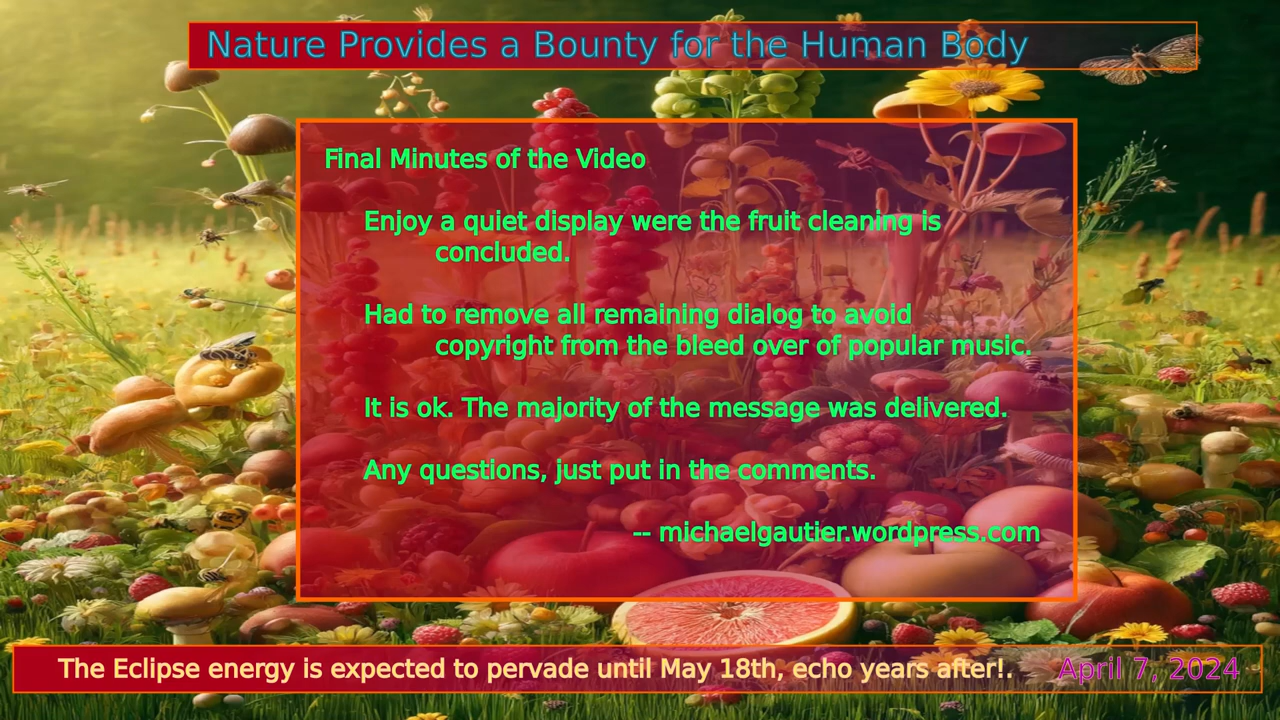 Nature Provides a Bounty for the Human Body
Final Minutes of the Video
Enjoy a quiet display were the fruit cleaning is
concluded.
Had to remove all remaining dialog to avoid
copyright from the bleed over of popular music.
It is ok. The majority of the message was delivered.
Any questions, just put in the comments.
-- michaelgautier.wordpress.com
The Eclipse energy is expected to pervade until May 18th, echo years after!.
April 7, 2024